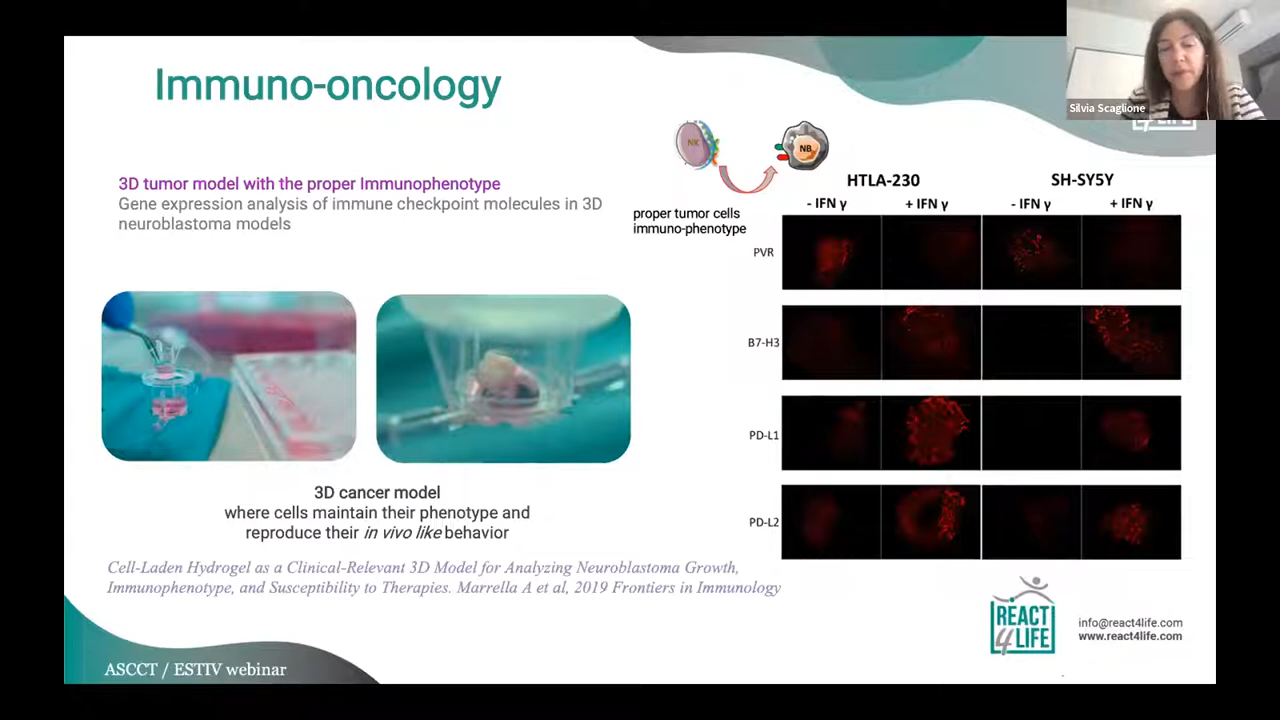 Immuno-oncology
Silvia Scaglione
3D tumor model with the proper Immunophenotype
Gene expression analysis of immune checkpoint molecules in 3D
neuroblastoma models
NK
NB
proper tumor cells
immuno-phenotype
HTLA-230
SH-SY5Y
- IFN γ
+ IFN γ
- IFN γ
+ IFN γ
PVR
B7-H3
PD-L1
PD-L2
3D cancer model
where cells maintain their phenotype and
reproduce their in vivo like behavior
Cell-Laden Hydrogel as a Clinical-Relevant 3D Model for Analyzing Neuroblastoma Growth,
Immunophenotype, and Susceptibility to Therapies. Marrella A et al, 2019 Frontiers in Immunology
REACT
4 LIFE
info@react4life.com
www.react4life.com
ASCCT / ESTIV webinar